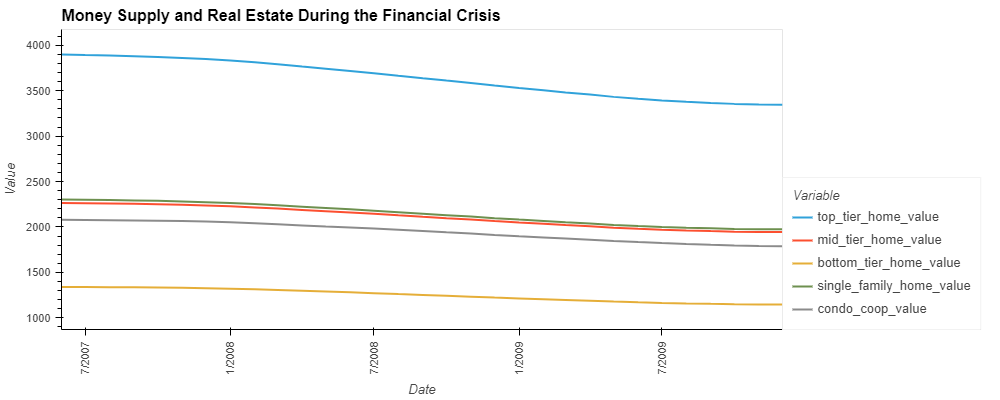 Money Supply and Real Estate During the Financial Crisis
4000
3500
3000
2500
2000
1500
1000
Value
7/2007
1/2008
7/2008
1/2009
7/2009
Date
Variable
top_tier_home_value
mid_tier_home_value
bottom_tier_home_value
single_family_home_value
condo_coop_value